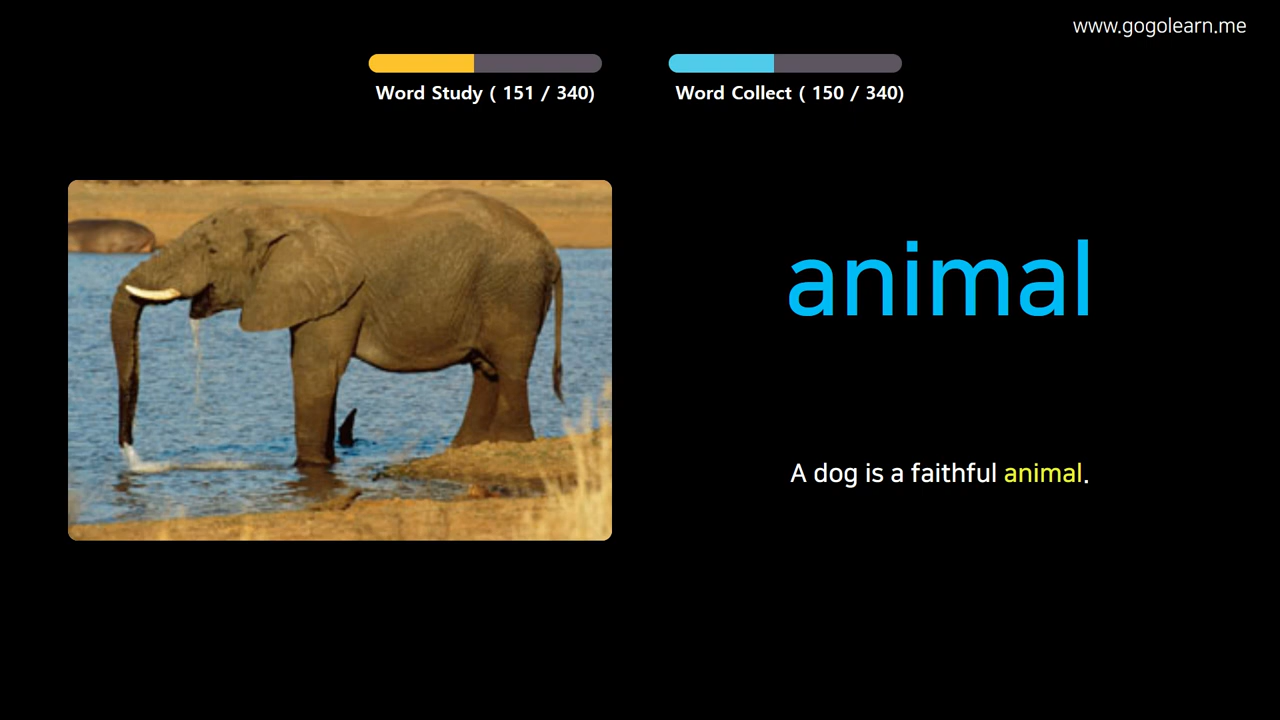 www.gogolearn.me
Word Study ( 151 / 340)
Word Collect ( 150 / 340)
animal
A dog is a faithful animal.